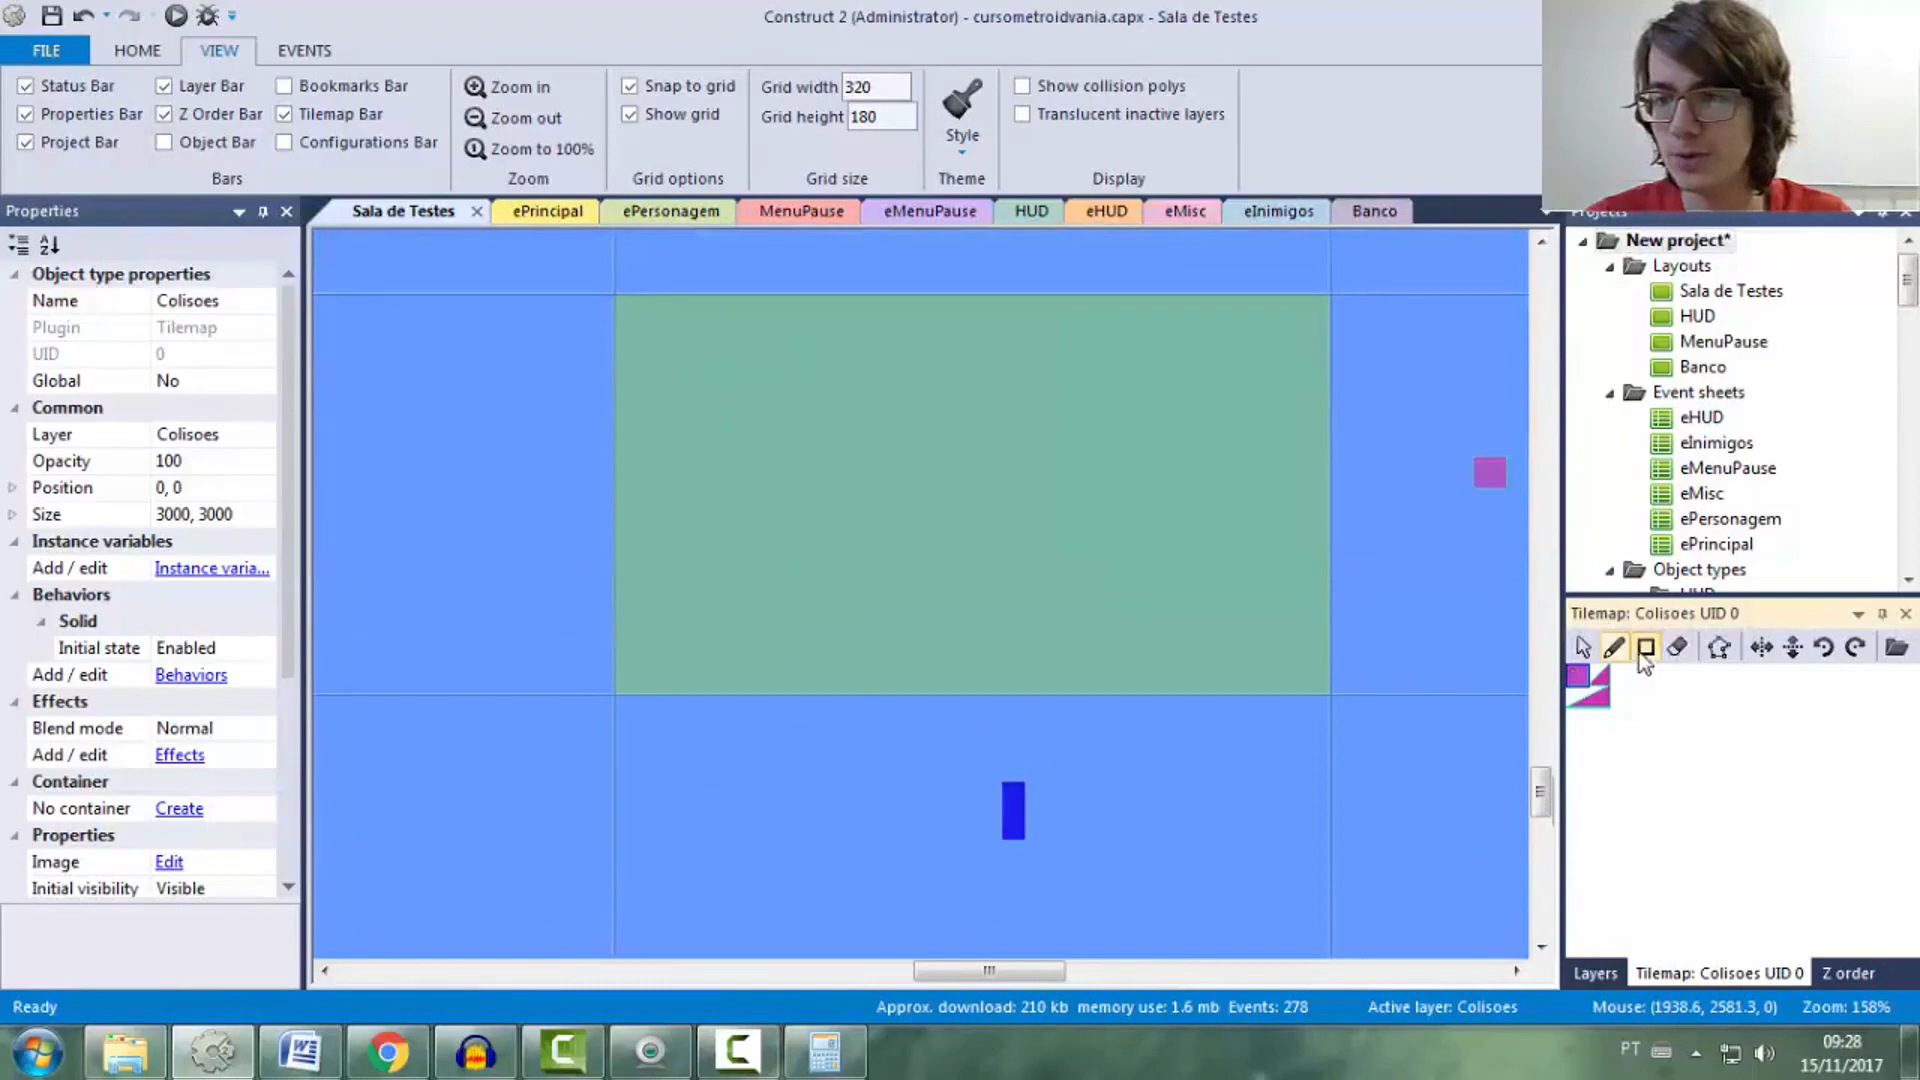 Construct 2 (Administrator) - cursometroidvania.capx - Sala de Testes
FILE HOME VIEW EVENTS
Status Bar Layer Bar Bookmarks Bar Zoom in Snap to grid Grid width 320 Show collision polys
Properties Bar Z Order Bar Tilemap Bar Zoom out Show grid Grid height 180 Style Translucent inactive layers
Project Bar Object Bar Configurations Bar Zoom to 100%
Bars Zoom Grid options Grid size Theme Display
Properties
Sala de Testes ePrincipal ePersonagem MenuPause eMenuPause HUD eHUD eMisc eInimigos Banco
Projects
Object type properties
Name Colisoes
Plugin Tilemap
UID 0
Global No
Common
Layer Colisoes
Opacity 100
Position 0, 0
Size 3000, 3000
Instance variables
Add / edit Instance varia...
Behaviors
Solid
Initial state Enabled
Add / edit Behaviors
Effects
Blend mode Normal
Add / edit Effects
Container
No container Create
Properties
Image Edit
Initial visibility Visible
New project*
Layouts
Sala de Testes
HUD
MenuPause
Banco
Event sheets
eHUD
eInimigos
eMenuPause
eMisc
ePersonagem
ePrincipal
Object types
Tilemap: Colisoes UID 0
Layers Tilemap: Colisoes UID 0 Z order
Ready Approx. download: 210 kb memory use: 1.6 mb Events: 278 Active layer: Colisoes Mouse: (1938.6, 2581.3, 0) Zoom: 158%
PT
09:28
15/11/2017